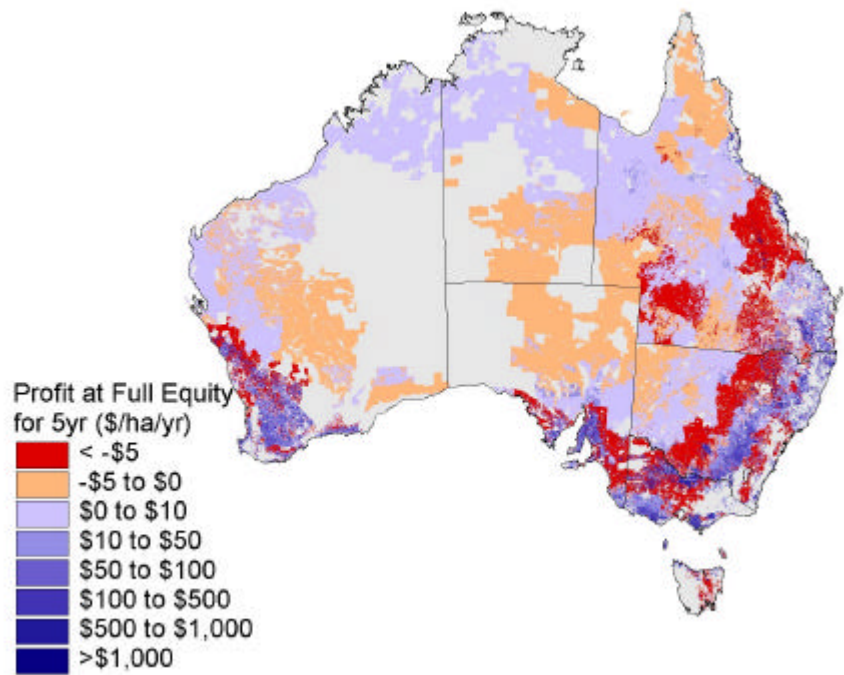 Profit at Full Equity
for 5yr ($/ha/yr)
< -$5
-$5 to $0
$0 to $10
$10 to $50
$50 to $100
$100 to $500
$500 to $1,000
>$1,000